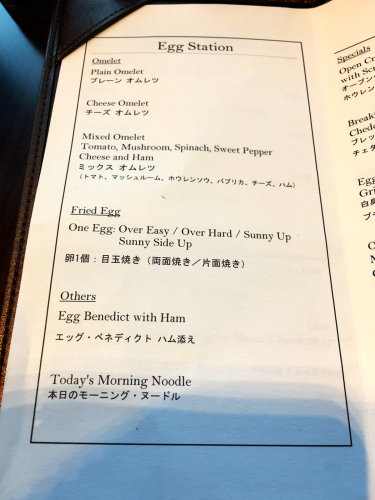 Egg Station
Omelet
Plain Omelet
プレーン オムレツ
Cheese Omelet
チーズ オムレツ
Mixed Omelet
Tomato, Mushroom, Spinach, Sweet Pepper
Cheese and Ham
ミックス オムレツ
（トマト、マッシュルーム、ホウレンソウ、パプリカ、チーズ、ハム）
Fried Egg
One Egg: Over Easy / Over Hard / Sunny Up
Sunny Side Up
卵1個：目玉焼き（両面焼き／片面焼き）
Others
Egg Benedict with Ham
エッグ・ベネディクト ハム添え
Today's Morning Noodle
本日のモーニング・ヌードル
Specials
Open Cr
with Scr
オープン
ホウレン
Breakf
Chedd
ブレッ
チェダ
Egg
Gri
白身